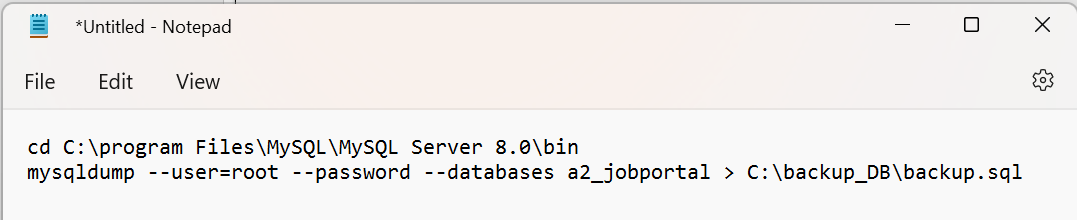 *Untitled - Notepad
File Edit View
cd C:\program Files\MySQL\MySQL Server 8.0\bin
mysqldump --user=root --password --databases a2_jobportal > C:\backup_DB\backup.sql